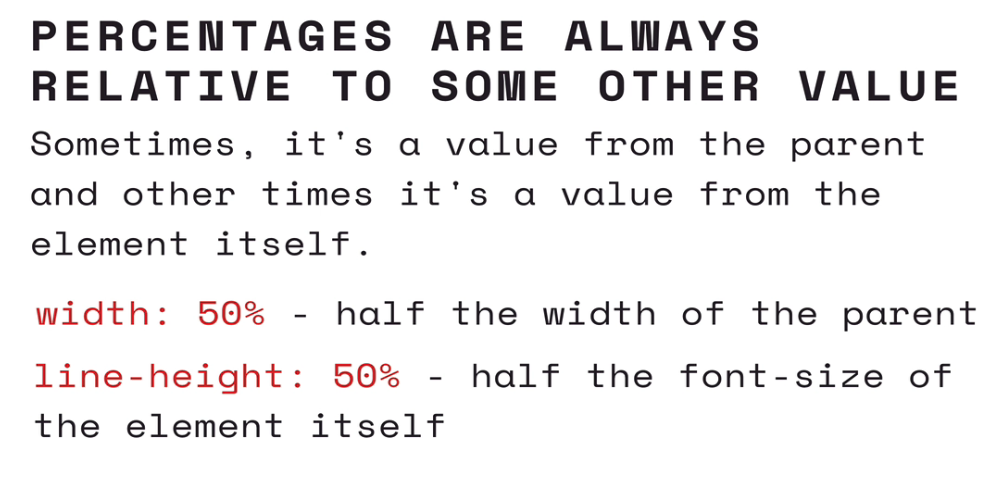 PERCENTAGES ARE ALWAYS
RELATIVE TO SOME OTHER VALUE
Sometimes, it's a value from the parent
and other times it's a value from the
element itself.
width: 50% - half the width of the parent
line-height: 50% - half the font-size of
the element itself